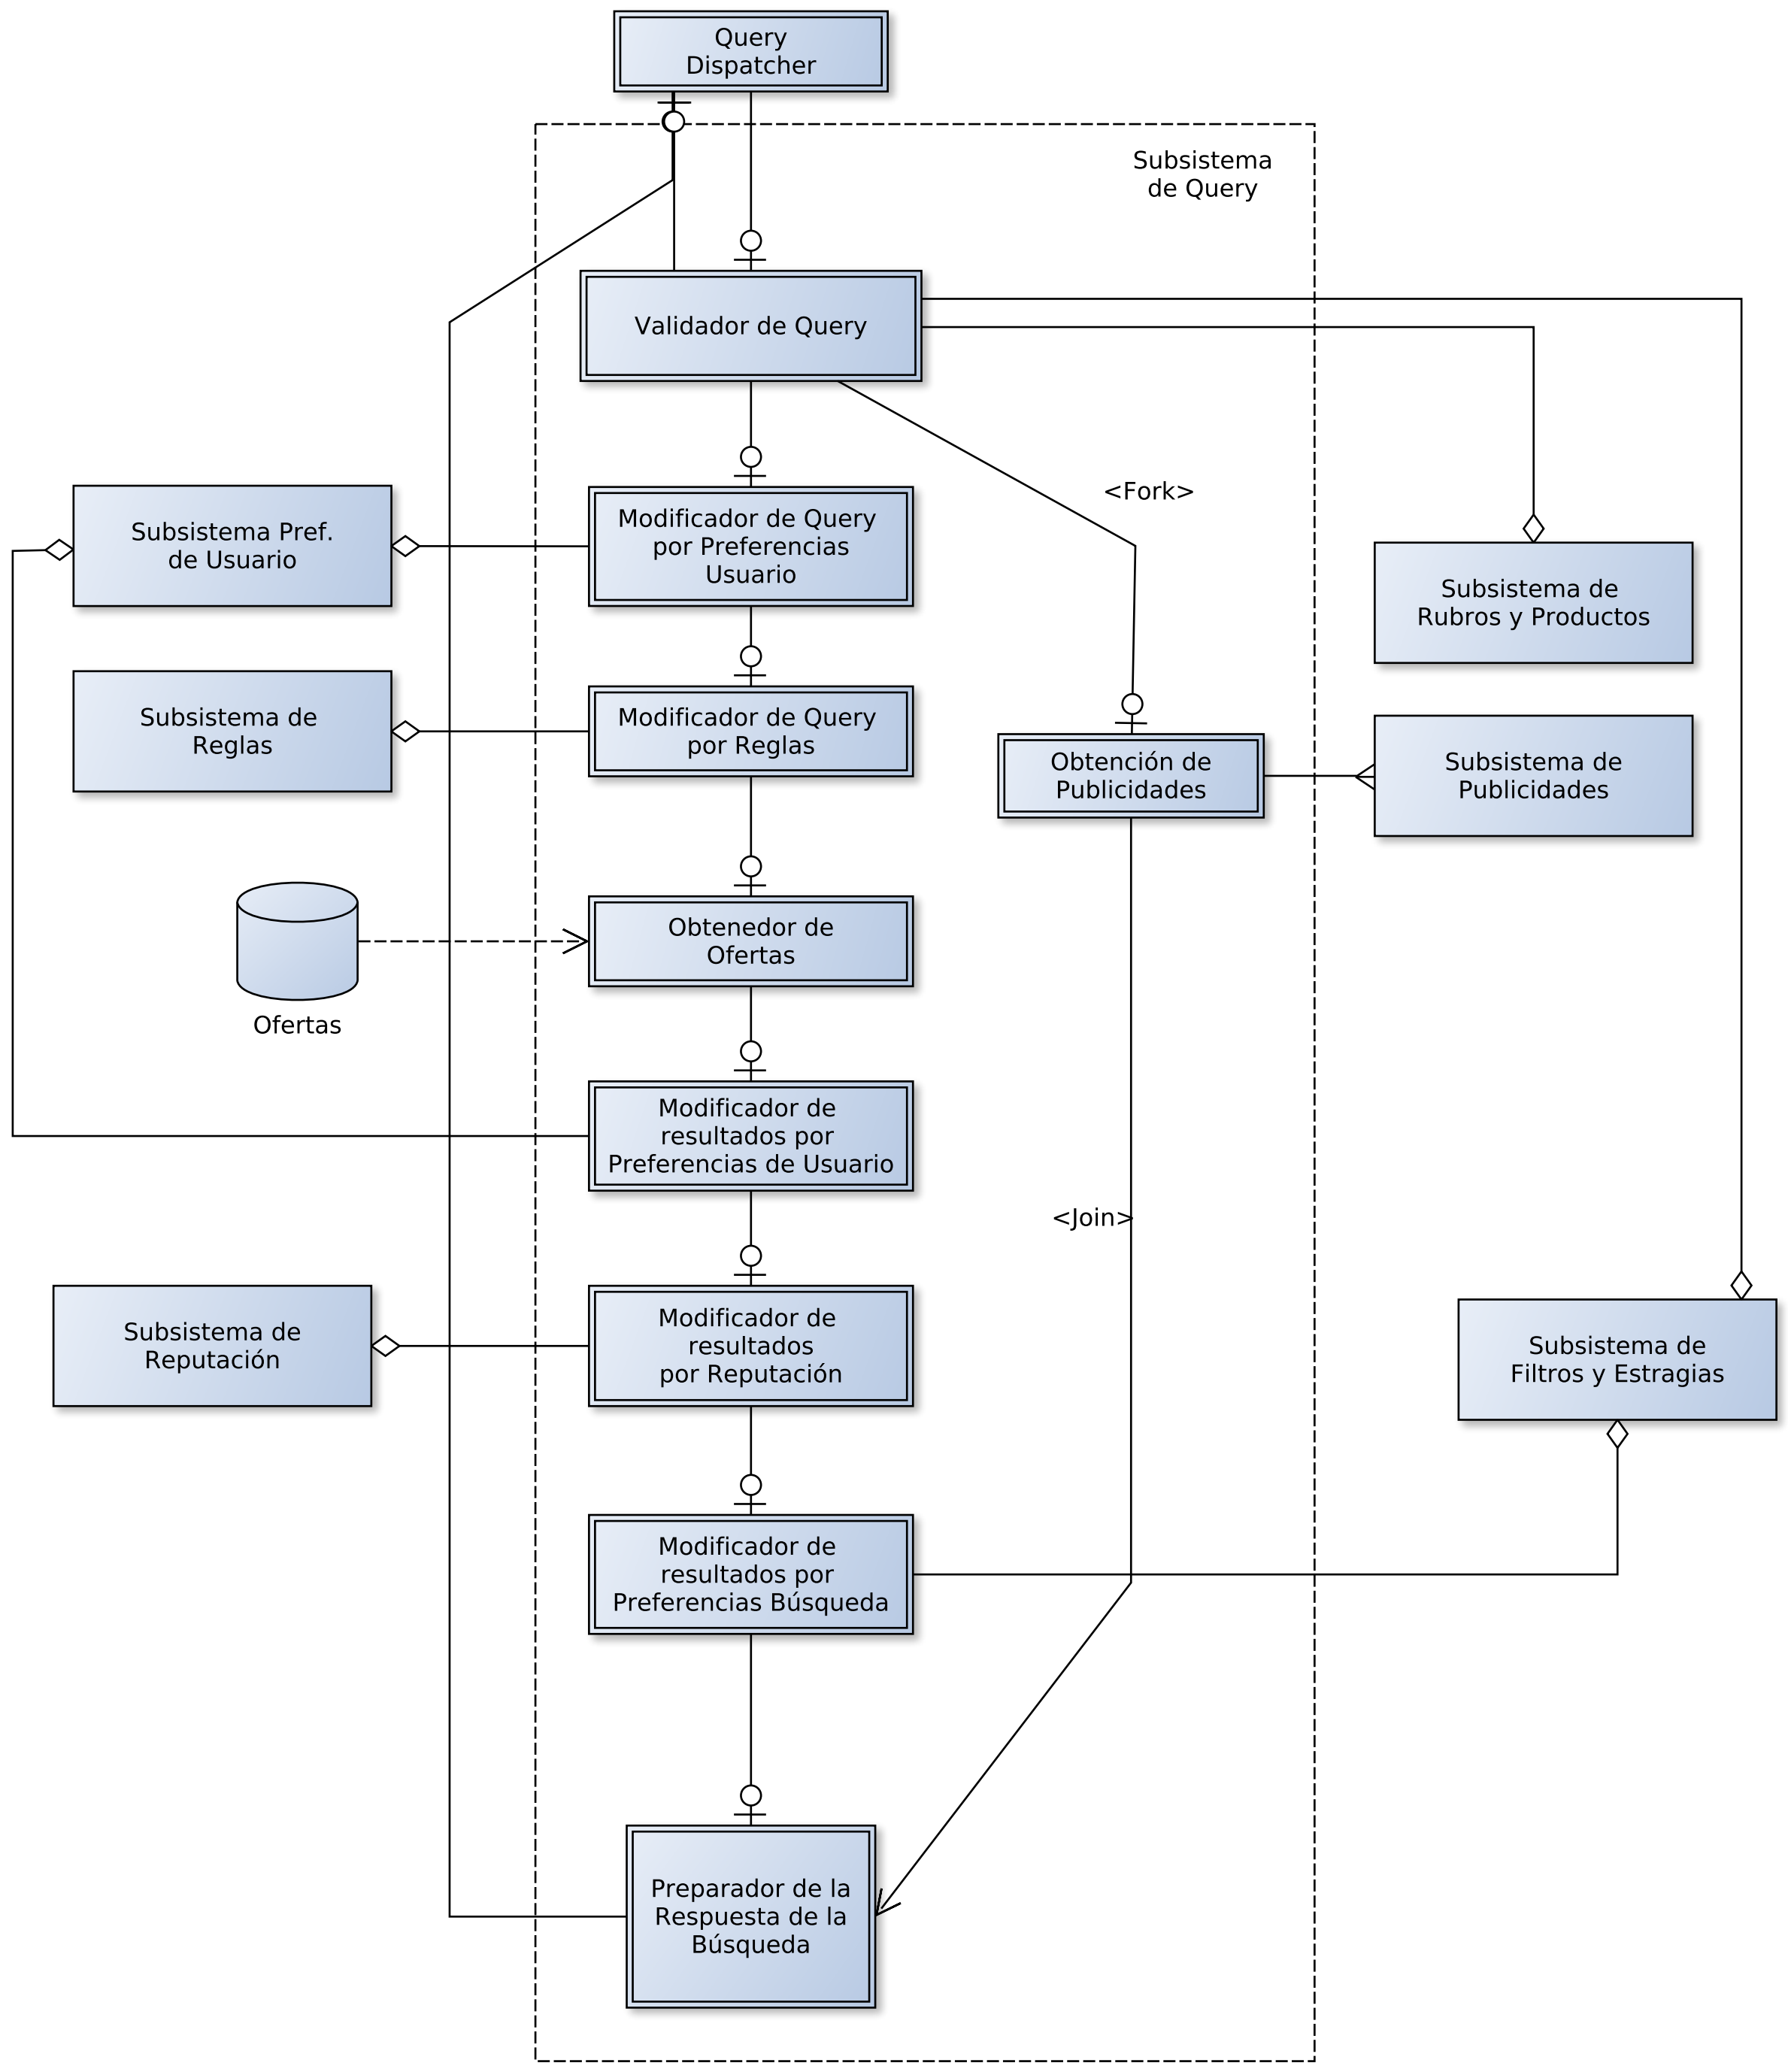 Query
Dispatcher
Subsistema
de Query
Validador de Query
<Fork>
Subsistema Pref.
de Usuario
Modificador de Query
por Preferencias
Usuario
Subsistema de
Rubros y Productos
Subsistema de
Reglas
Modificador de Query
por Reglas
Obtención de
Publicidades
Subsistema de
Publicidades
Obtenedor de
Ofertas
Ofertas
Modificador de
resultados por
Preferencias de Usuario
<Join>
Subsistema de
Reputación
Modificador de
resultados
por Reputación
Subsistema de
Filtros y Estragias
Modificador de
resultados por
Preferencias Búsqueda
Preparador de la
Respuesta de la
Búsqueda